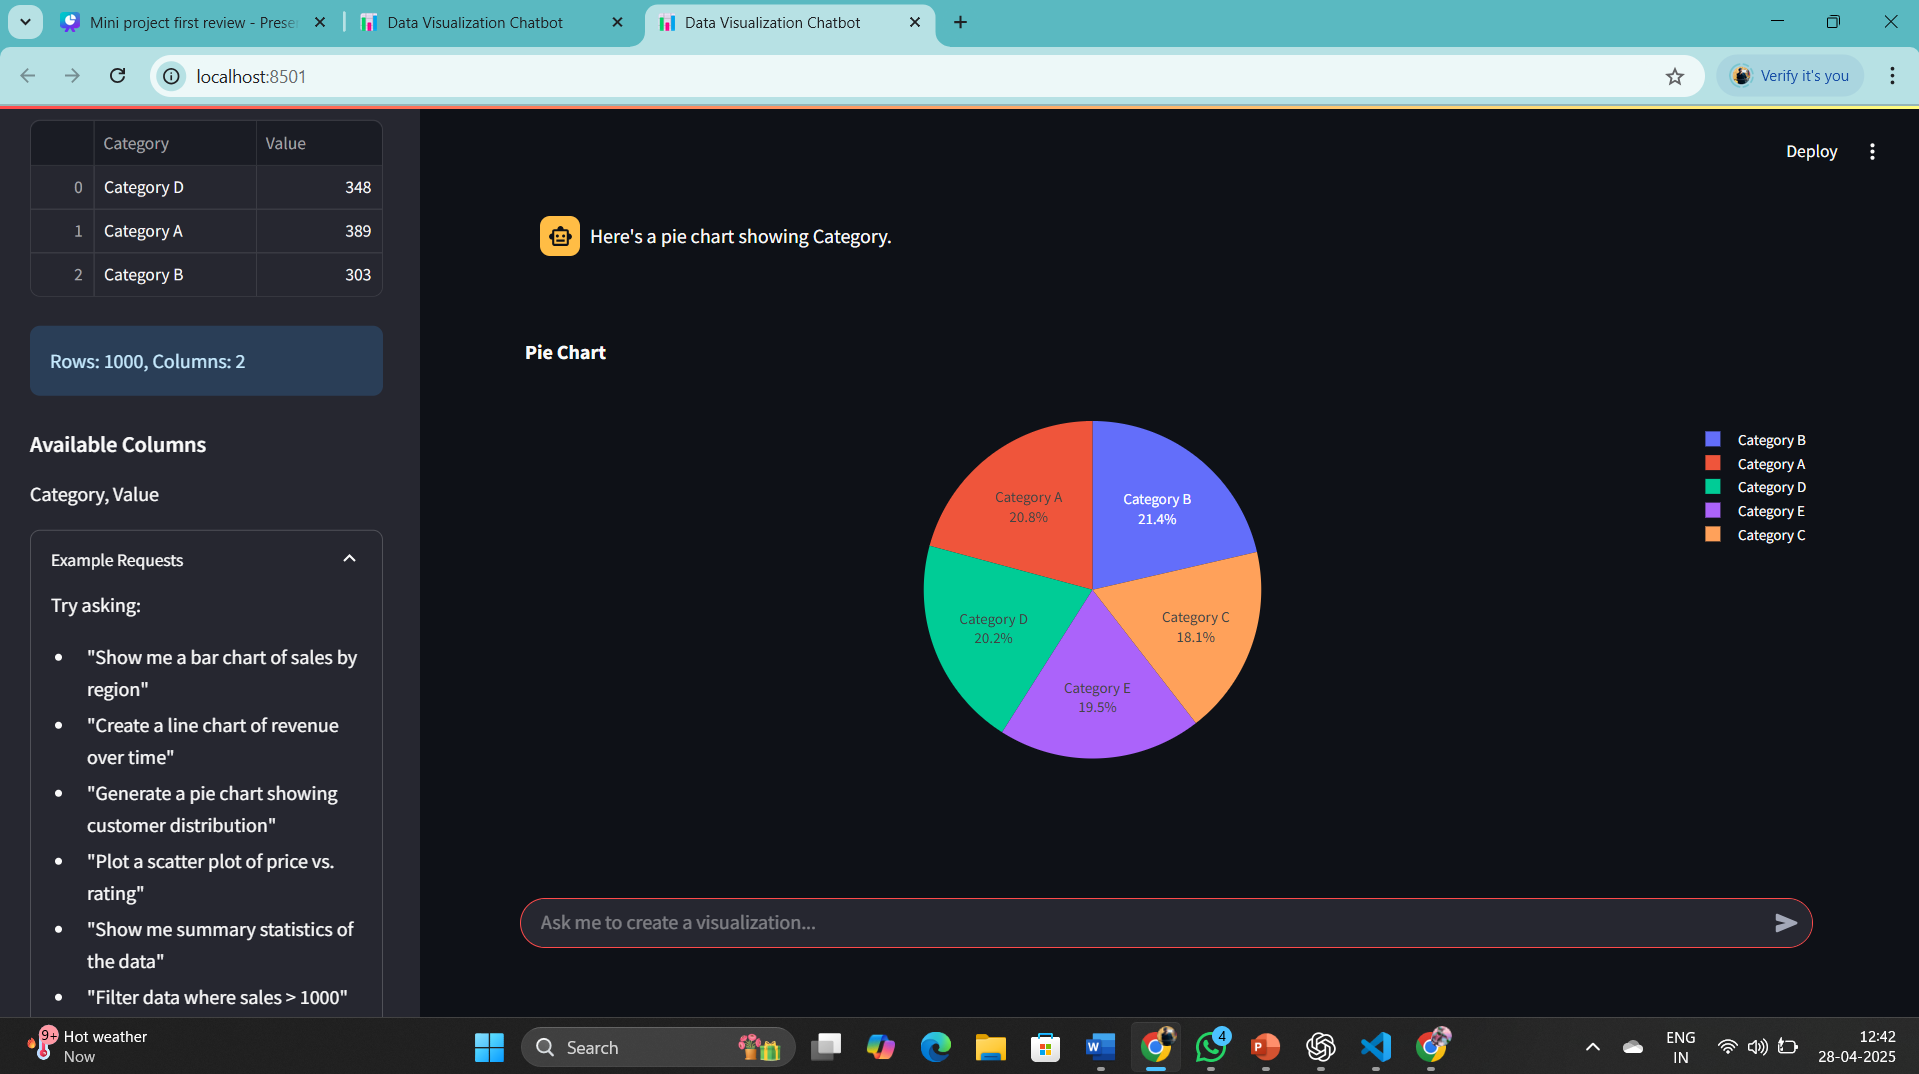 Mini project first review - Prese
Data Visualization Chatbot
Data Visualization Chatbot
localhost:8501
Verify it's you
Category Value
0 Category D 348
1 Category A 389
2 Category B 303
Rows: 1000, Columns: 2
Available Columns
Category, Value
Example Requests
Try asking:
"Show me a bar chart of sales by
region"
"Create a line chart of revenue
over time"
"Generate a pie chart showing
customer distribution"
"Plot a scatter plot of price vs.
rating"
"Show me summary statistics of
the data"
"Filter data where sales > 1000"
Deploy
Here's a pie chart showing Category.
Pie Chart
Category A
20.8%
Category B
21.4%
Category D
20.2%
Category C
18.1%
Category E
19.5%
Category B
Category A
Category D
Category E
Category C
Ask me to create a visualization...
9+
Hot weather
Now
Search
W
4
P
ENG
IN
12:42
28-04-2025